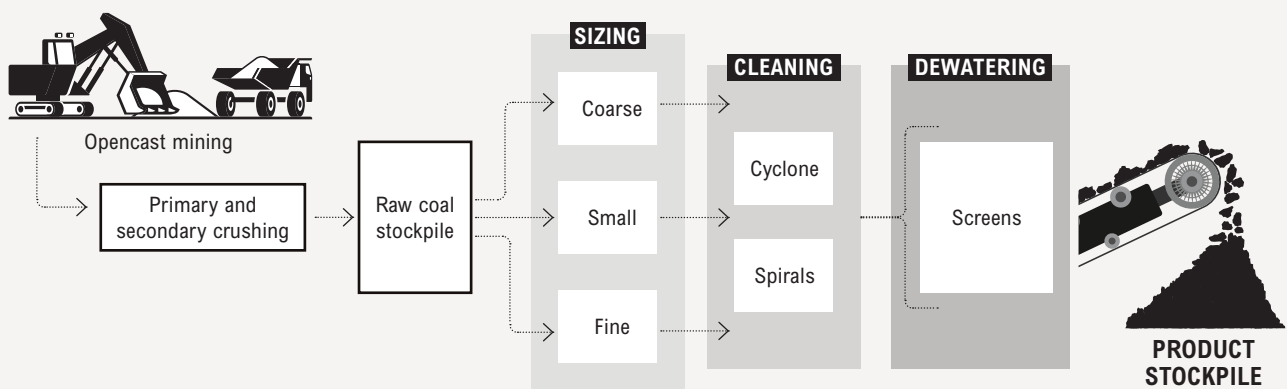 Opencast mining
Primary and
secondary crushing
Raw coal
stockpile
SIZING
Coarse
Small
Fine
CLEANING
Cyclone
Spirals
DEWATERING
Screens
PRODUCT
STOCKPILE